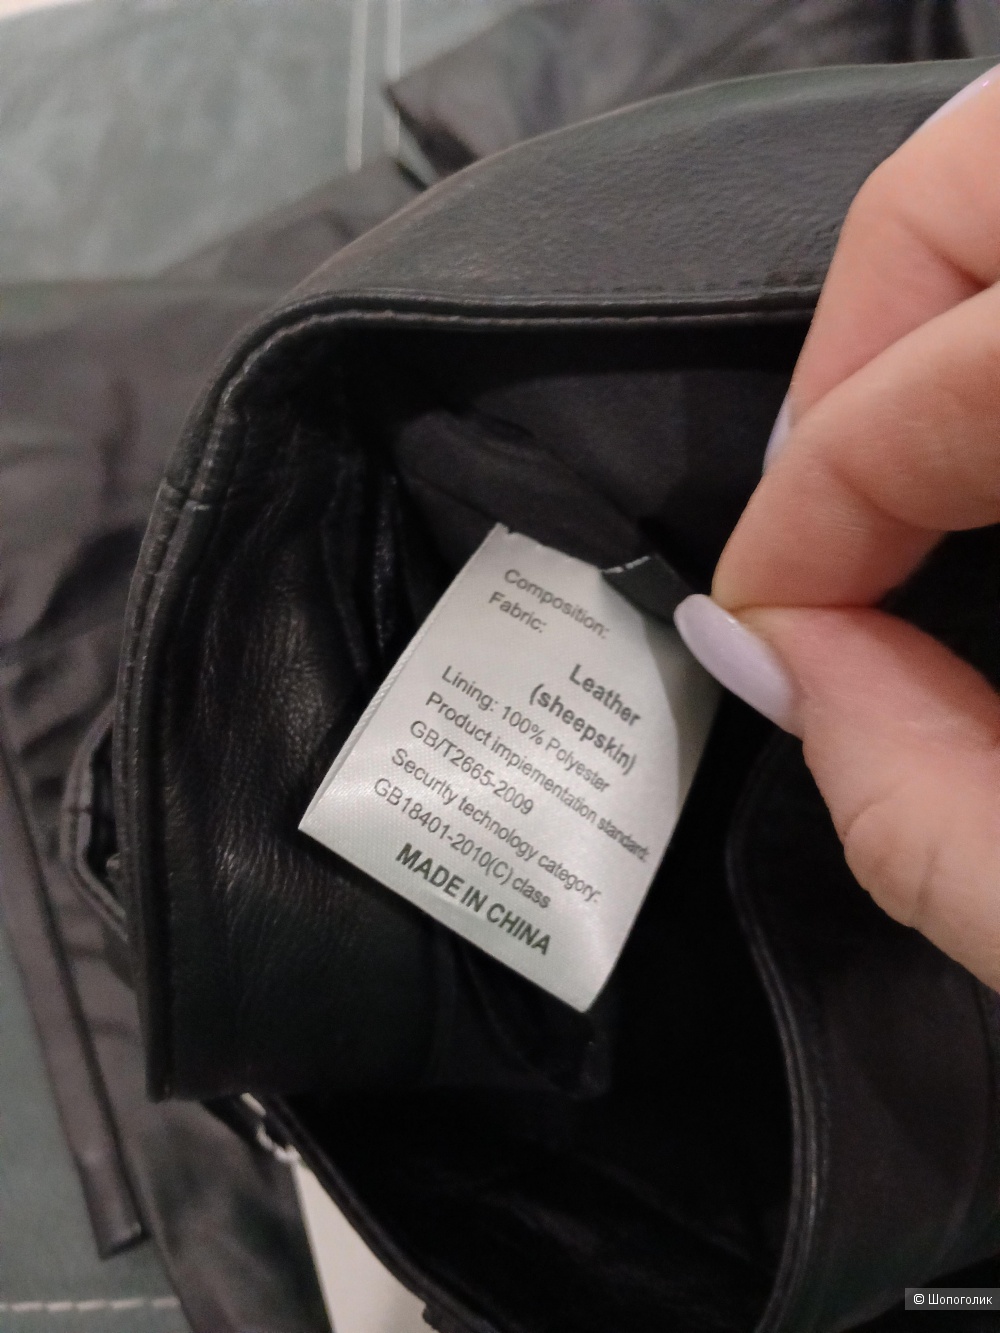 Composition:
Fabric:
Leather
(sheepskin)
Lining: 100% Polyester
Product implementation standard:
GB/T2665-2009
Security technology category:
GB18401-2010(C) class
MADE IN CHINA
© Шопоголик